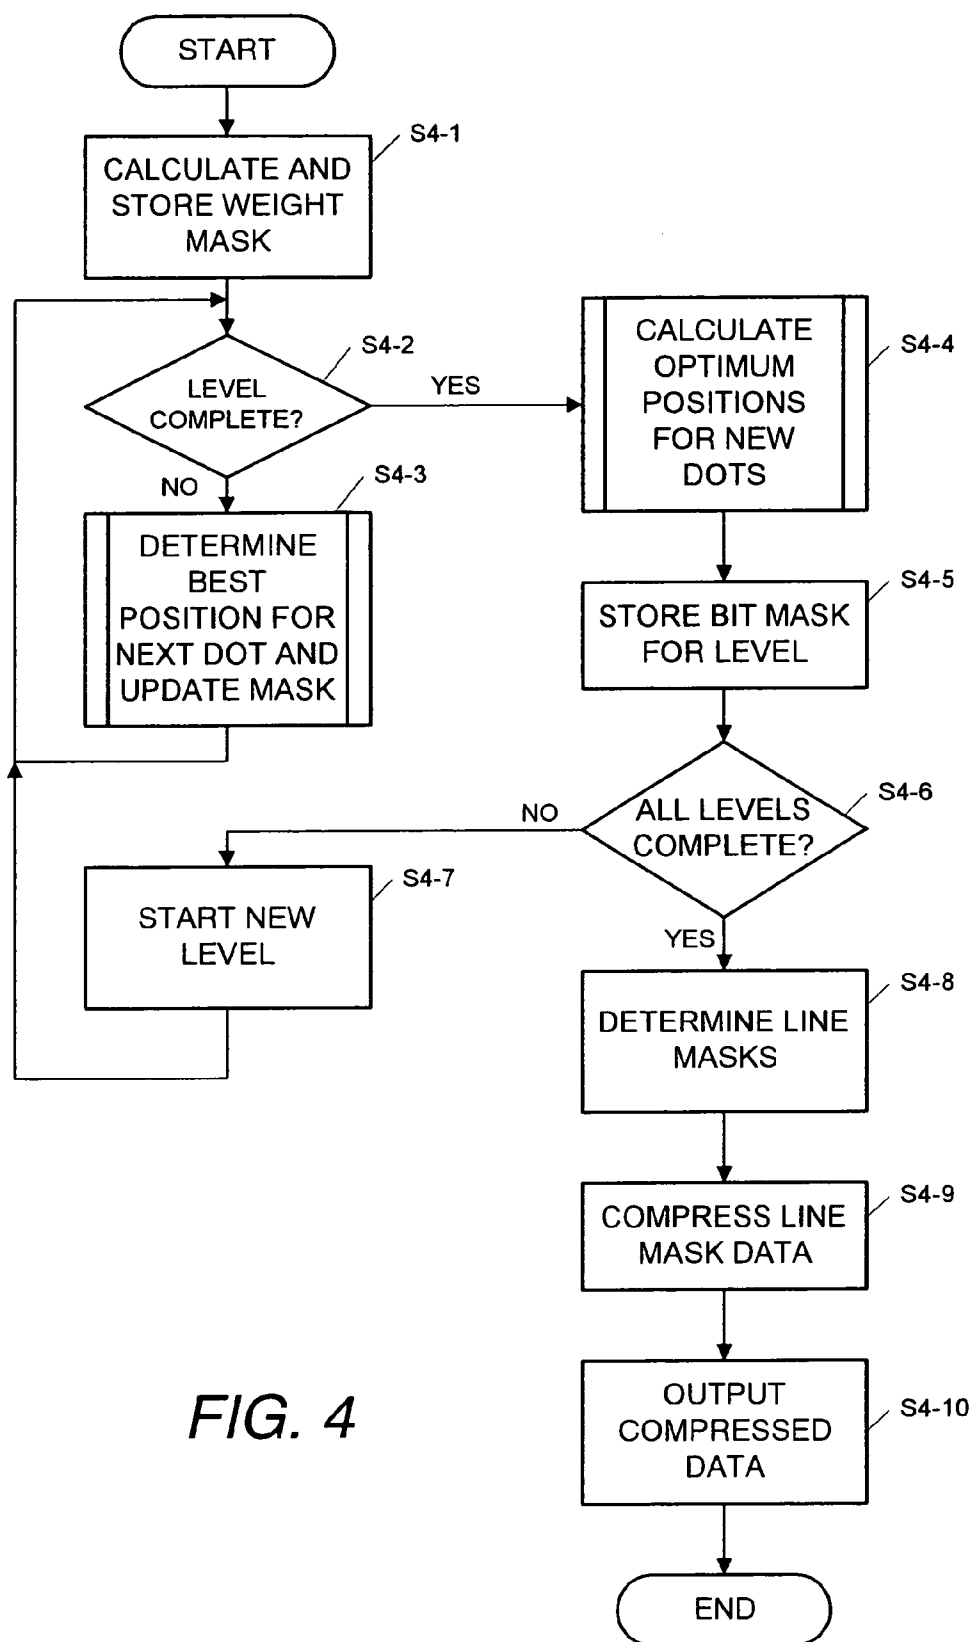 START
S4-1
CALCULATE AND
STORE WEIGHT
MASK
S4-2
LEVEL
COMPLETE?
YES
NO
S4-3
DETERMINE
BEST
POSITION FOR
NEXT DOT AND
UPDATE MASK
S4-4
CALCULATE
OPTIMUM
POSITIONS
FOR NEW
DOTS
S4-5
STORE BIT MASK
FOR LEVEL
S4-6
ALL LEVELS
COMPLETE?
NO
YES
S4-7
START NEW
LEVEL
S4-8
DETERMINE LINE
MASKS
S4-9
COMPRESS LINE
MASK DATA
S4-10
OUTPUT
COMPRESSED
DATA
END
FIG. 4